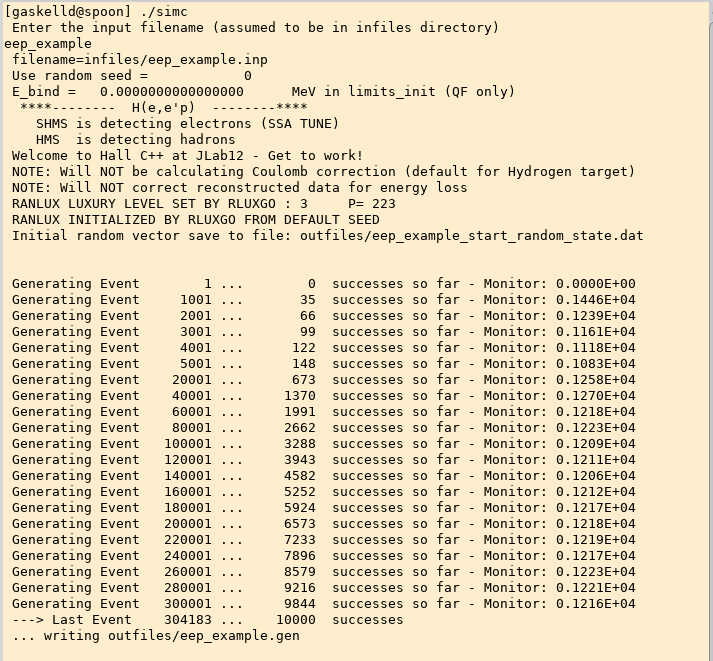 [gaskelld@spoon] ./simc
Enter the input filename (assumed to be in infiles directory)
eep_example
filename=infiles/eep_example.inp
Use random seed =            0
E_bind =   0.0000000000000000      MeV in limits_init (QF only)
****--------  H(e,e'p)  --------****
SHMS is detecting electrons (SSA TUNE)
HMS  is detecting hadrons
Welcome to Hall C++ at JLab12 - Get to work!
NOTE: Will NOT be calculating Coulomb correction (default for Hydrogen target)
NOTE: Will NOT correct reconstructed data for energy loss
RANLUX LUXURY LEVEL SET BY RLUXGO : 3     P= 223
RANLUX INITIALIZED BY RLUXGO FROM DEFAULT SEED
Initial random vector save to file: outfiles/eep_example_start_random_state.dat
Generating Event        1 ...        0  successes so far - Monitor: 0.0000E+00
Generating Event     1001 ...       35  successes so far - Monitor: 0.1446E+04
Generating Event     2001 ...       66  successes so far - Monitor: 0.1239E+04
Generating Event     3001 ...       99  successes so far - Monitor: 0.1161E+04
Generating Event     4001 ...      122  successes so far - Monitor: 0.1118E+04
Generating Event     5001 ...      148  successes so far - Monitor: 0.1083E+04
Generating Event    20001 ...      673  successes so far - Monitor: 0.1258E+04
Generating Event    40001 ...     1370  successes so far - Monitor: 0.1270E+04
Generating Event    60001 ...     1991  successes so far - Monitor: 0.1218E+04
Generating Event    80001 ...     2662  successes so far - Monitor: 0.1223E+04
Generating Event   100001 ...     3288  successes so far - Monitor: 0.1209E+04
Generating Event   120001 ...     3943  successes so far - Monitor: 0.1211E+04
Generating Event   140001 ...     4582  successes so far - Monitor: 0.1206E+04
Generating Event   160001 ...     5252  successes so far - Monitor: 0.1212E+04
Generating Event   180001 ...     5924  successes so far - Monitor: 0.1217E+04
Generating Event   200001 ...     6573  successes so far - Monitor: 0.1218E+04
Generating Event   220001 ...     7233  successes so far - Monitor: 0.1219E+04
Generating Event   240001 ...     7896  successes so far - Monitor: 0.1217E+04
Generating Event   260001 ...     8579  successes so far - Monitor: 0.1223E+04
Generating Event   280001 ...     9216  successes so far - Monitor: 0.1221E+04
Generating Event   300001 ...     9844  successes so far - Monitor: 0.1216E+04
---> Last Event    304183 ...    10000  successes
... writing outfiles/eep_example.gen